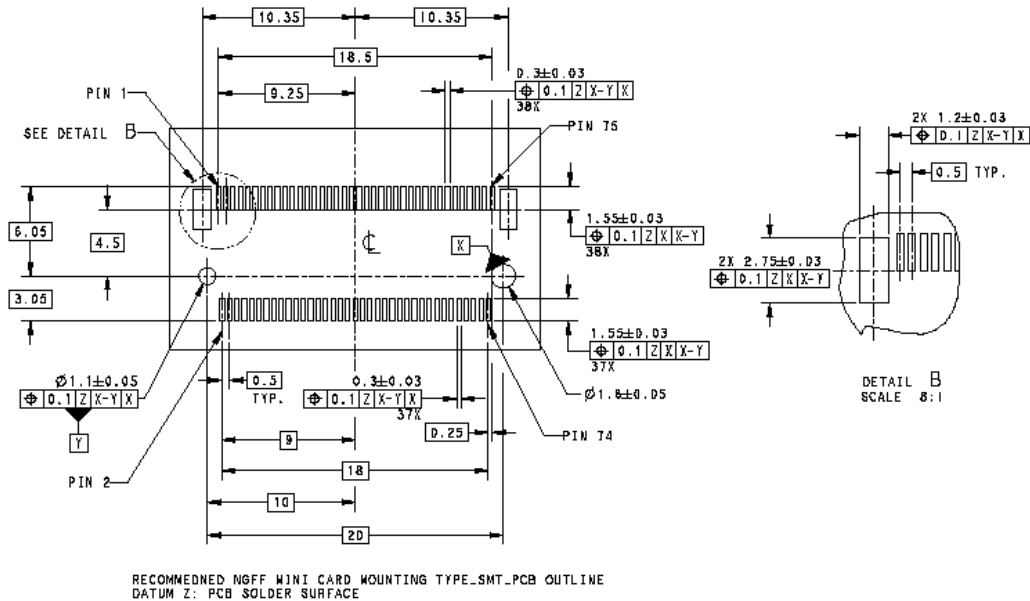 10.35 10.35
18.5
9.25
0.3±0.03
⌖ 0.1 Z X-Y X
38X
PIN 1
SEE DETAIL B
PIN 75
2X 1.2±0.03
⌖ 0.1 Z X-Y X
0.5 TYP.
6.05
4.5
3.05
℄
X
1.55±0.03
⌖ 0.1 Z X X-Y
38X
2X 2.75±0.03
⌖ 0.1 Z X X-Y
1.55±0.03
⌖ 0.1 Z X X-Y
37X
Ø1.1±0.05
⌖ 0.1 Z X-Y X
Y
0.5
TYP.
0.3±0.03
⌖ 0.1 Z X-Y X
37X
Ø1.8±0.05
DETAIL B
SCALE 8:1
0.25
9
PIN 74
18
PIN 2
10
20
RECOMMEDNED NGFF MINI CARD MOUNTING TYPE_SMT_PCB OUTLINE
DATUM Z: PCB SOLDER SURFACE